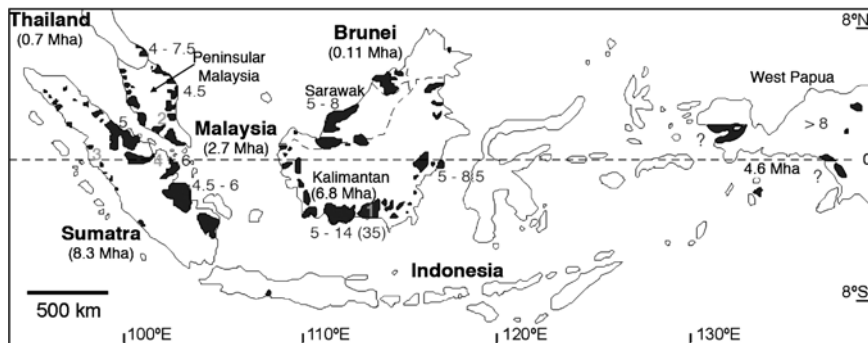 Thailand
(0.7 Mha)
4 - 7.5
Peninsular
Malaysia
4.5
2
5
Malaysia
(2.7 Mha)
3
4
6
4.5 - 6
Sumatra
(8.3 Mha)
Brunei
(0.11 Mha)
Sarawak
5 - 8
Kalimantan
(6.8 Mha)
5 - 8.5
5 - 14 (35)
Indonesia
West Papua
> 8
?
4.6 Mha
?
8ºN
0
8ºS
500 km
100ºE
110ºE
120ºE
130ºE